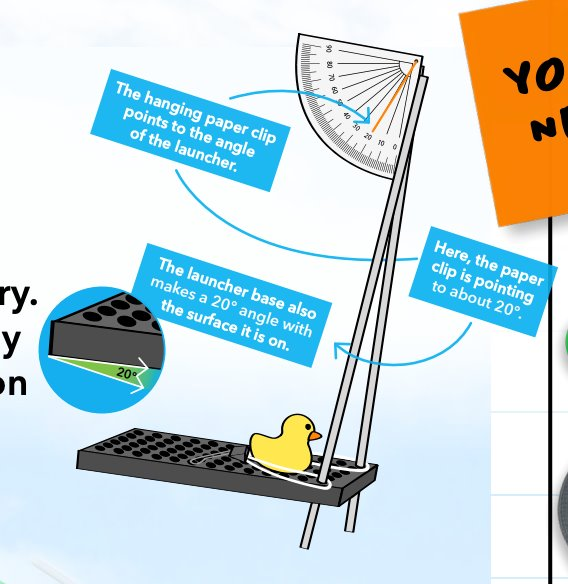 YO
NE
90
80
70
60
50
40
30
20
10
0
The hanging paper clip
points to the angle
of the launcher.
Here, the paper
clip is pointing
to about 20°.
The launcher base also
makes a 20° angle with
the surface it is on.
ry.
y
on
20°